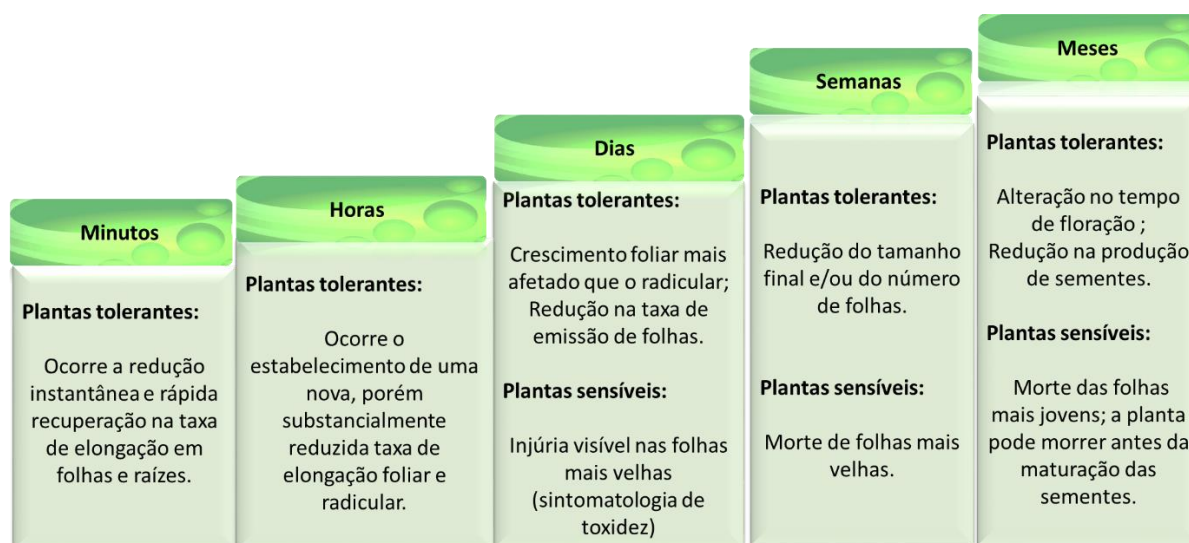 Minutos
Plantas tolerantes:
Ocorre a redução
instantânea e rápida
recuperação na taxa
de elongação em
folhas e raízes.
Horas
Plantas tolerantes:
Ocorre o
estabelecimento de uma
nova, porém
substancialmente
reduzida taxa de
elongação foliar e
radicular.
Dias
Plantas tolerantes:
Crescimento foliar mais
afetado que o radicular;
Redução na taxa de
emissão de folhas.
Plantas sensíveis:
Injúria visível nas folhas
mais velhas
(sintomatologia de
toxidez)
Semanas
Plantas tolerantes:
Redução do tamanho
final e/ou do número
de folhas.
Plantas sensíveis:
Morte de folhas mais
velhas.
Meses
Plantas tolerantes:
Alteração no tempo
de floração ;
Redução na produção
de sementes.
Plantas sensíveis:
Morte das folhas
mais jovens; a planta
pode morrer antes da
maturação das
sementes.